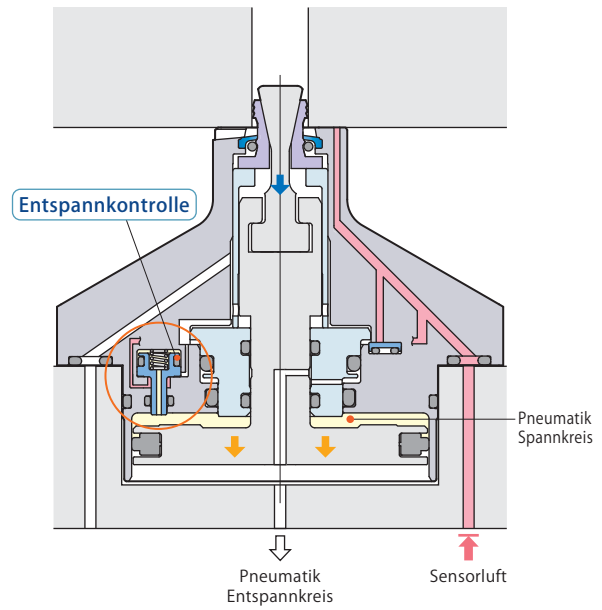 Entspannkontrolle
Pneumatik
Spannkreis
Pneumatik
Entspannkreis
Sensorluft